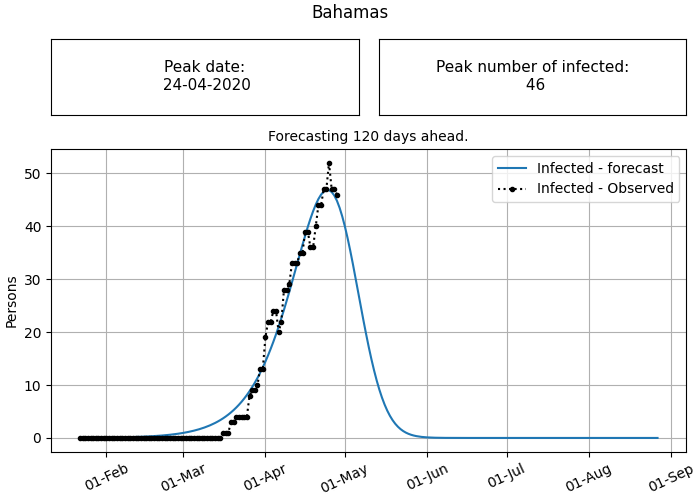 Bahamas
Peak date:
24-04-2020
Peak number of infected:
46
Forecasting 120 days ahead.
Infected - forecast
Infected - Observed
Persons
50
40
30
20
10
0
01-Feb
01-Mar
01-Apr
01-May
01-Jun
01-Jul
01-Aug
01-Sep